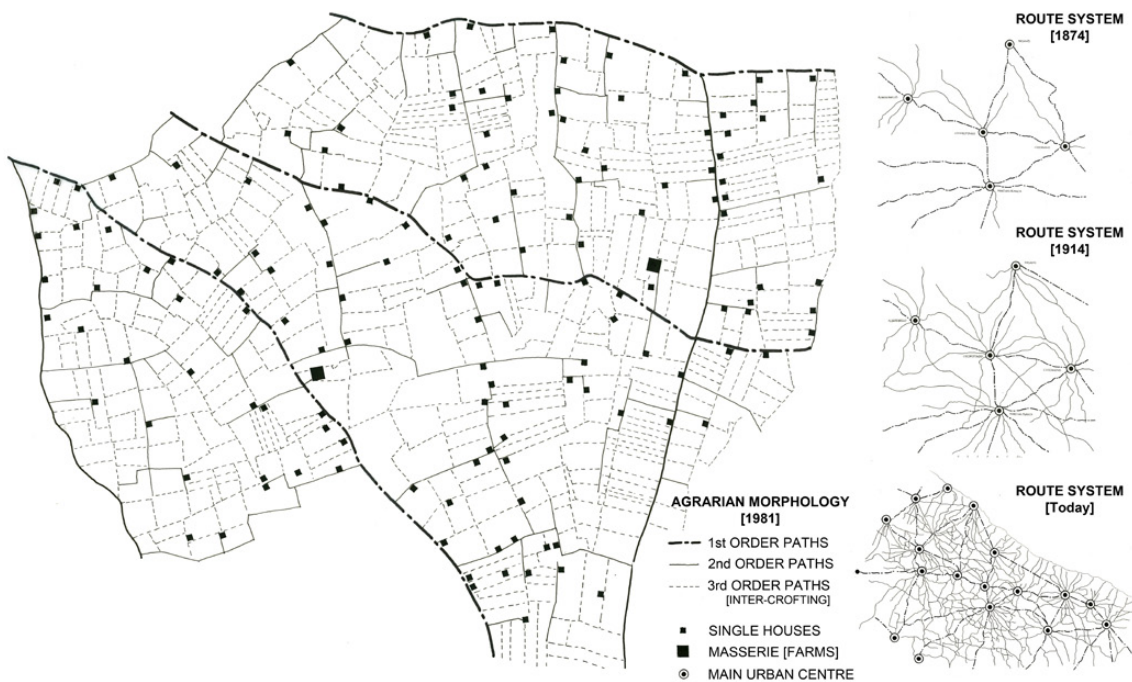 ROUTE SYSTEM
[1874]
ROUTE SYSTEM
[1914]
ROUTE SYSTEM
[Today]
AGRARIAN MORPHOLOGY
[1981]
1st ORDER PATHS
2nd ORDER PATHS
3rd ORDER PATHS
[INTER-CROFTING]
SINGLE HOUSES
MASSERIE [FARMS]
MAIN URBAN CENTRE